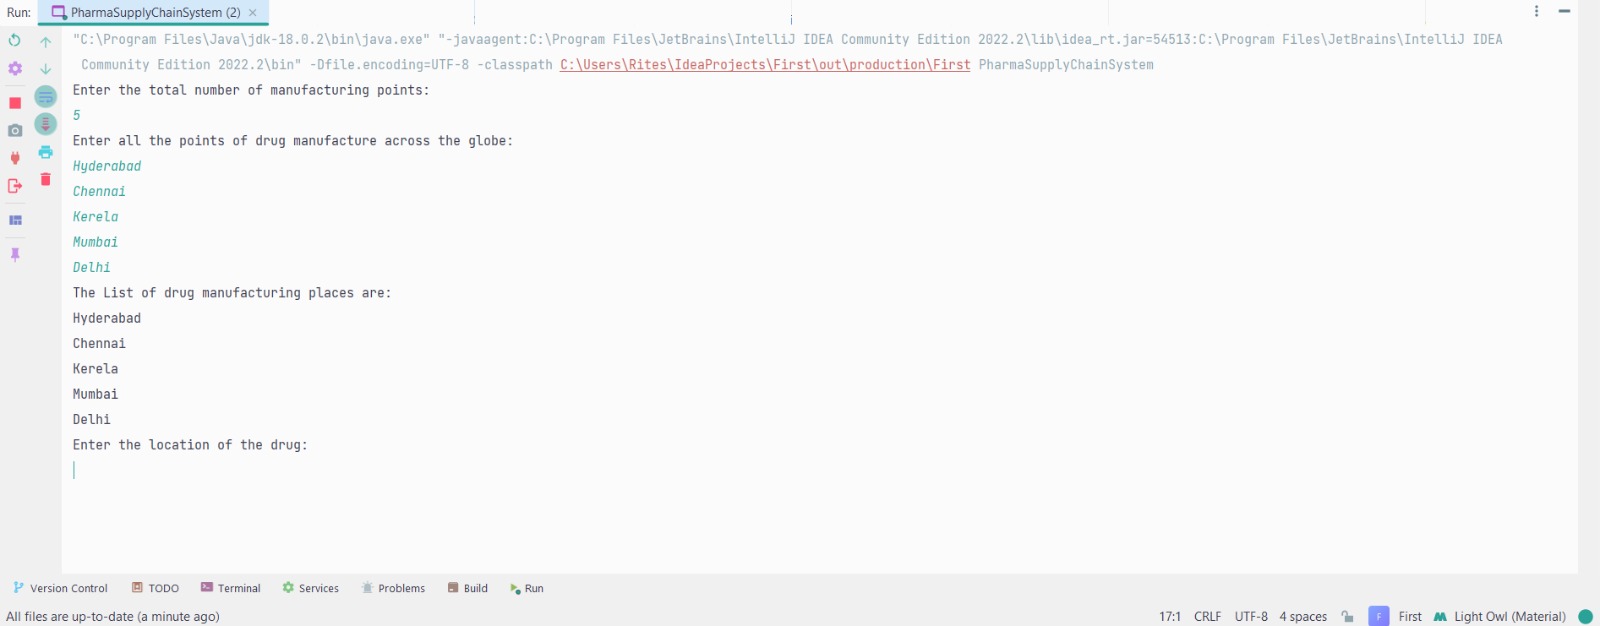 Run: PharmaSupplyChainSystem (2) ×
"C:\Program Files\Java\jdk-18.0.2\bin\java.exe" "-javaagent:C:\Program Files\JetBrains\IntelliJ IDEA Community Edition 2022.2\lib\idea_rt.jar=54513:C:\Program Files\JetBrains\IntelliJ IDEA
Community Edition 2022.2\bin" -Dfile.encoding=UTF-8 -classpath C:\Users\Rites\IdeaProjects\First\out\production\First PharmaSupplyChainSystem
Enter the total number of manufacturing points:
5
Enter all the points of drug manufacture across the globe:
Hyderabad
Chennai
Kerela
Mumbai
Delhi
The List of drug manufacturing places are:
Hyderabad
Chennai
Kerela
Mumbai
Delhi
Enter the location of the drug:
Version Control TODO Terminal Services Problems Build Run
All files are up-to-date (a minute ago) 17:1 CRLF UTF-8 4 spaces F First Light Owl (Material)